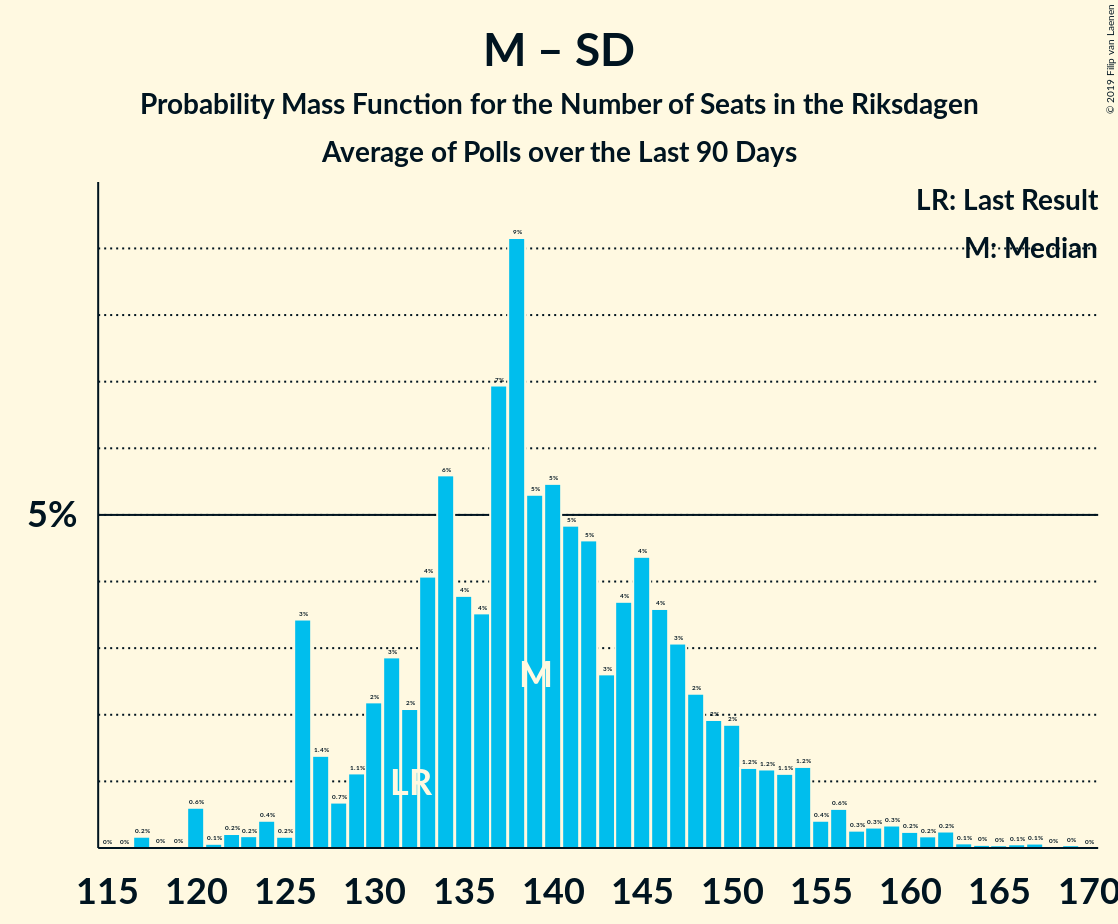 M – SD
Probability Mass Function for the Number of Seats in the Riksdagen
Average of Polls over the Last 90 Days
© 2019 Filip van Laenen
LR: Last Result
M: Median
5%
0% 0% 0.2% 0% 0% 0.6% 0.1% 0.2% 0.2% 0.4% 0.2% 3% 1.4% 0.7% 1.1% 2% 3% 2% 4% 6% 4% 4% 7% 9% 5% 5% 5% 5% 3% 4% 4% 4% 3% 2% 2% 2% 1.2% 1.2% 1.1% 1.2% 0.4% 0.6% 0.3% 0.3% 0.3% 0.2% 0.2% 0.2% 0.1% 0% 0% 0.1% 0.1% 0% 0% 0%
M
LR
115 120 125 130 135 140 145 150 155 160 165 170